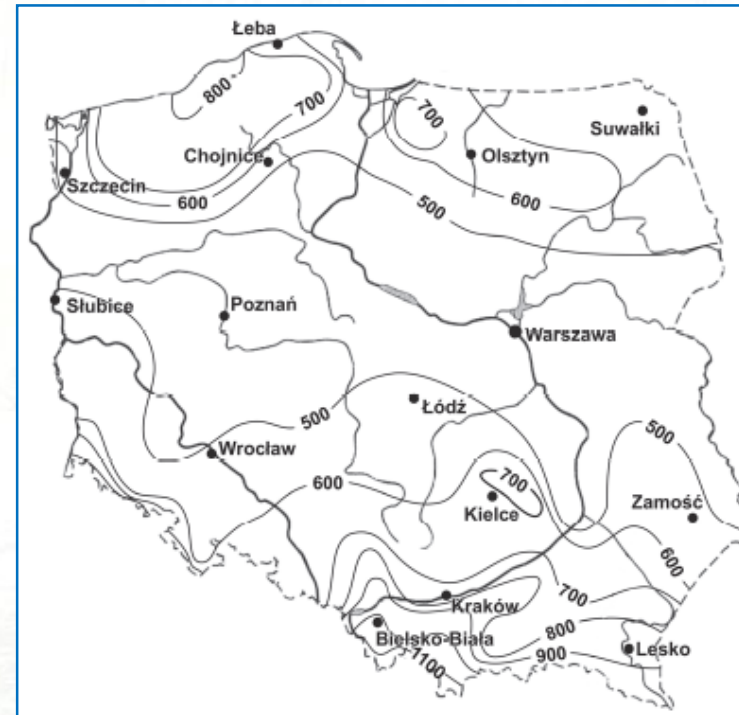 Łeba
800
700
700
Suwałki
Chojnice
Olsztyn
Szczecin
600
500
600
Słubice
Poznań
Warszawa
500
Łódź
500
Wrocław
600
700
Kielce
Zamość
600
700
Kraków
800
Bielsko-Biała
Lesko
900
1100